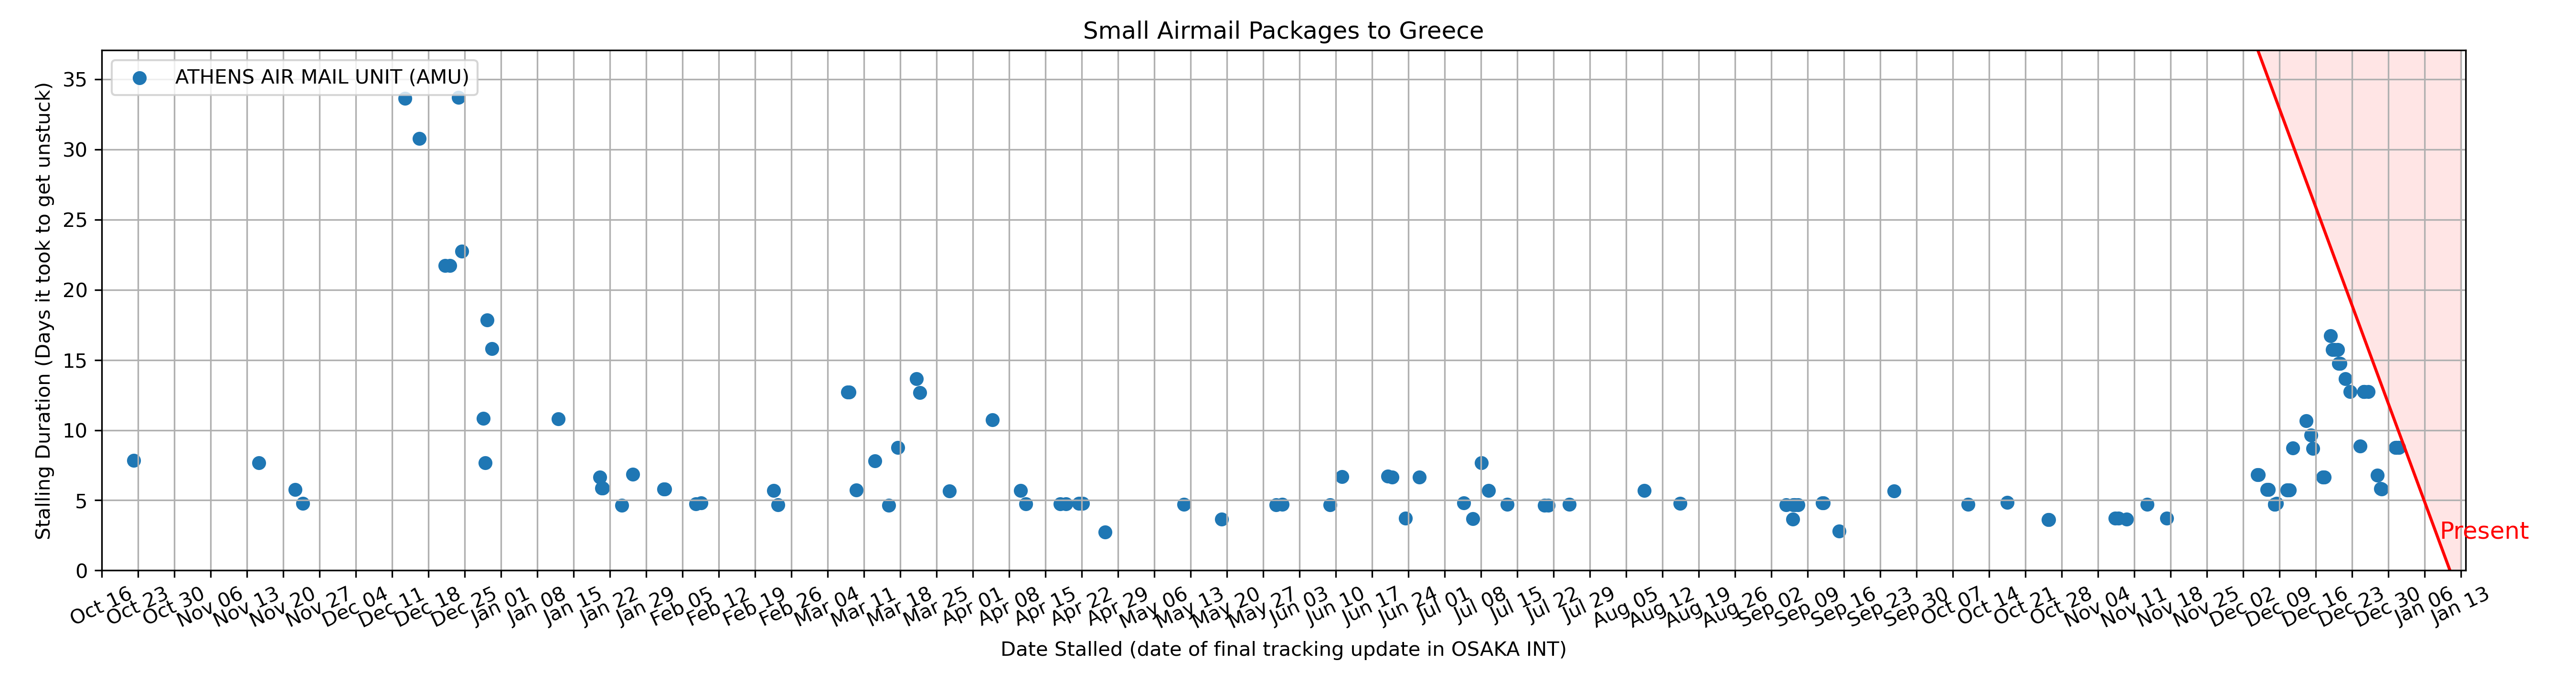 Small Airmail Packages to Greece
ATHENS AIR MAIL UNIT (AMU)
Stalling Duration (Days it took to get unstuck)
35
30
25
20
15
10
5
0
Present
Oct 16 Oct 23 Oct 30 Nov 06 Nov 13 Nov 20 Nov 27 Dec 04 Dec 11 Dec 18 Dec 25 Jan 01 Jan 08 Jan 15 Jan 22 Jan 29 Feb 05 Feb 12 Feb 19 Feb 26 Mar 04 Mar 11 Mar 18 Mar 25 Apr 01 Apr 08 Apr 15 Apr 22 Apr 29 May 06 May 13 May 20 May 27 Jun 03 Jun 10 Jun 17 Jun 24 Jul 01 Jul 08 Jul 15 Jul 22 Jul 29 Aug 05 Aug 12 Aug 19 Aug 26 Sep 02 Sep 09 Sep 16 Sep 23 Sep 30 Oct 07 Oct 14 Oct 21 Oct 28 Nov 04 Nov 11 Nov 18 Nov 25 Dec 02 Dec 09 Dec 16 Dec 23 Dec 30 Jan 06 Jan 13
Date Stalled (date of final tracking update in OSAKA INT)